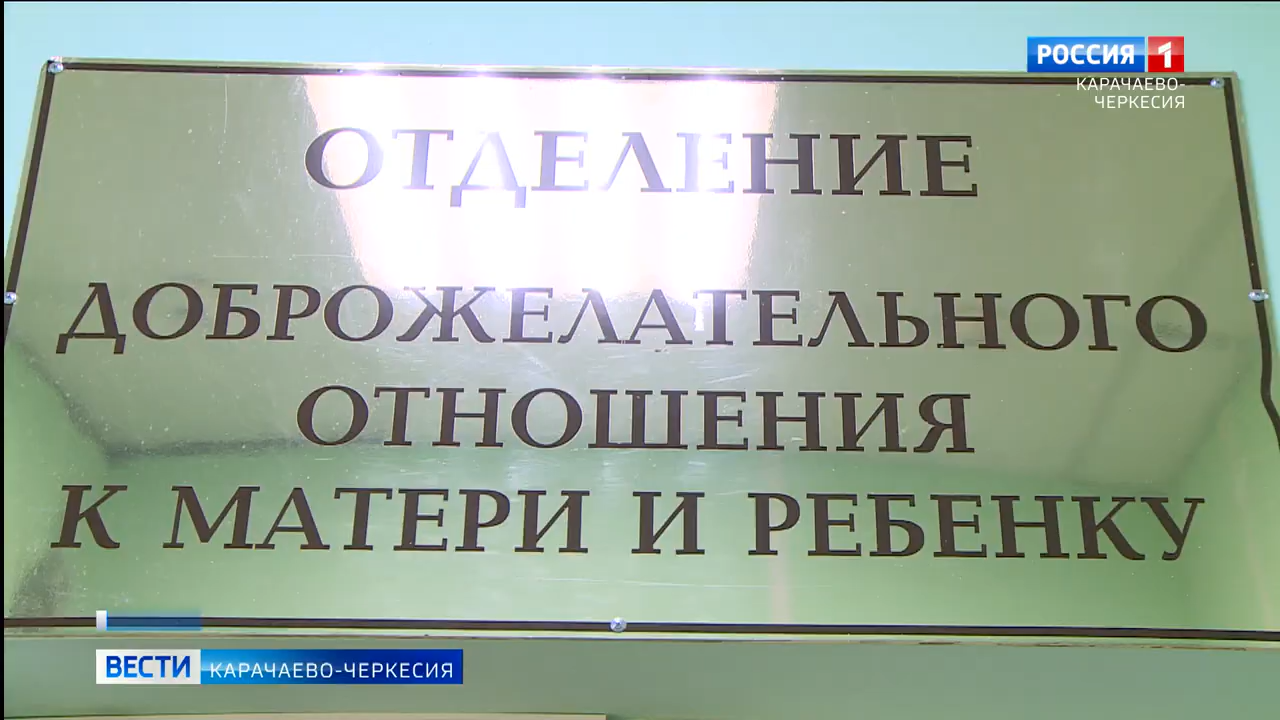 РОССИЯ 1
КАРАЧАЕВО-
ЧЕРКЕСИЯ
ОТДЕЛЕНИЕ
ДОБРОЖЕЛАТЕЛЬНОГО
ОТНОШЕНИЯ
К МАТЕРИ И РЕБЕНКУ
ВЕСТИ КАРАЧАЕВО-ЧЕРКЕСИЯ